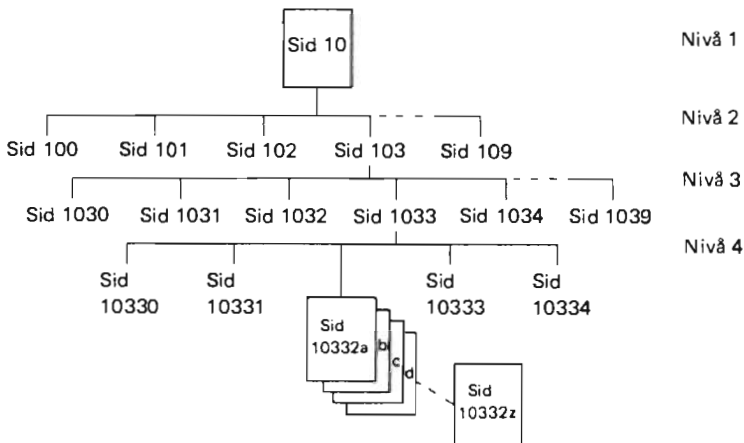 Sid 10
Nivå 1
Nivå 2
Sid 100 Sid 101 Sid 102 Sid 103 Sid 109
Nivå 3
Sid 1030 Sid 1031 Sid 1032 Sid 1033 Sid 1034 Sid 1039
Nivå 4
Sid
10330
Sid
10331
Sid
10332a
b
c
d
Sid
10333
Sid
10334
Sid
10332z